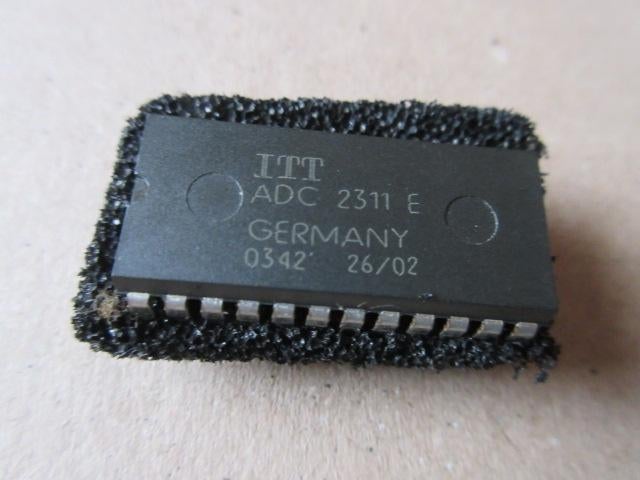 ITT
ADC 2311 E
GERMANY
0342' 26/02